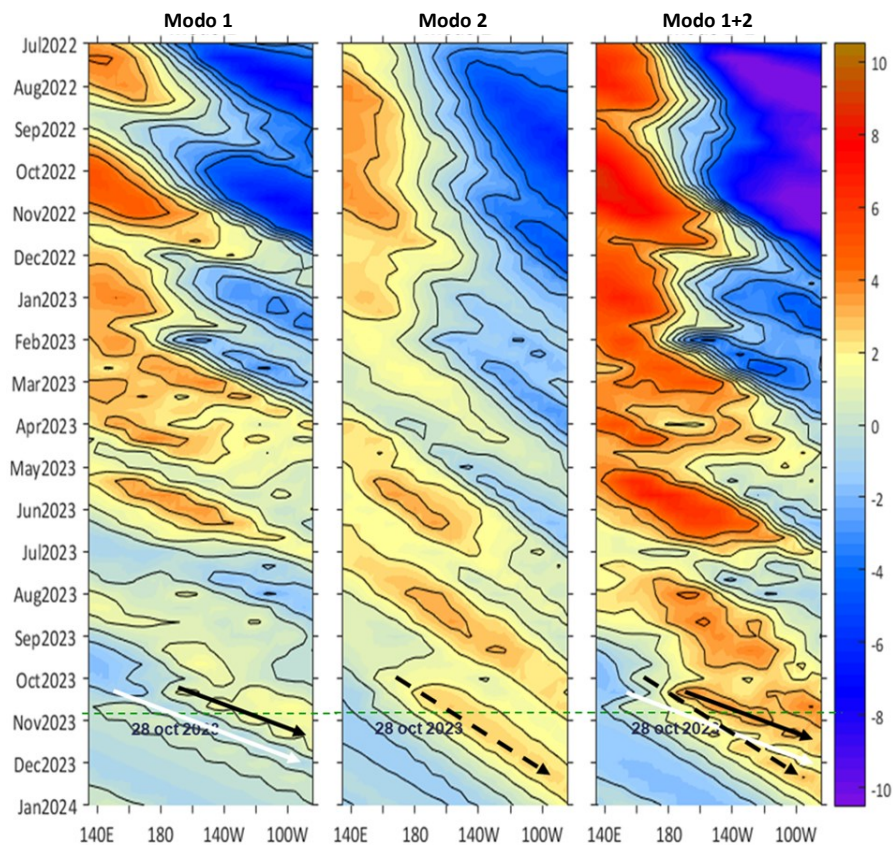 Modo 1
Modo 2
Modo 1+2
Jul2022
Aug2022
Sep2022
Oct2022
Nov2022
Dec2022
Jan2023
Feb2023
Mar2023
Apr2023
May2023
Jun2023
Jul2023
Aug2023
Sep2023
Oct2023
Nov2023
Dec2023
Jan2024
28 oct 2023
28 oct 2023
28 oct 2023
140E 180 140W 100W
140E 180 140W 100W
140E 180 140W 100W
10
8
6
4
2
0
-2
-4
-6
-8
-10